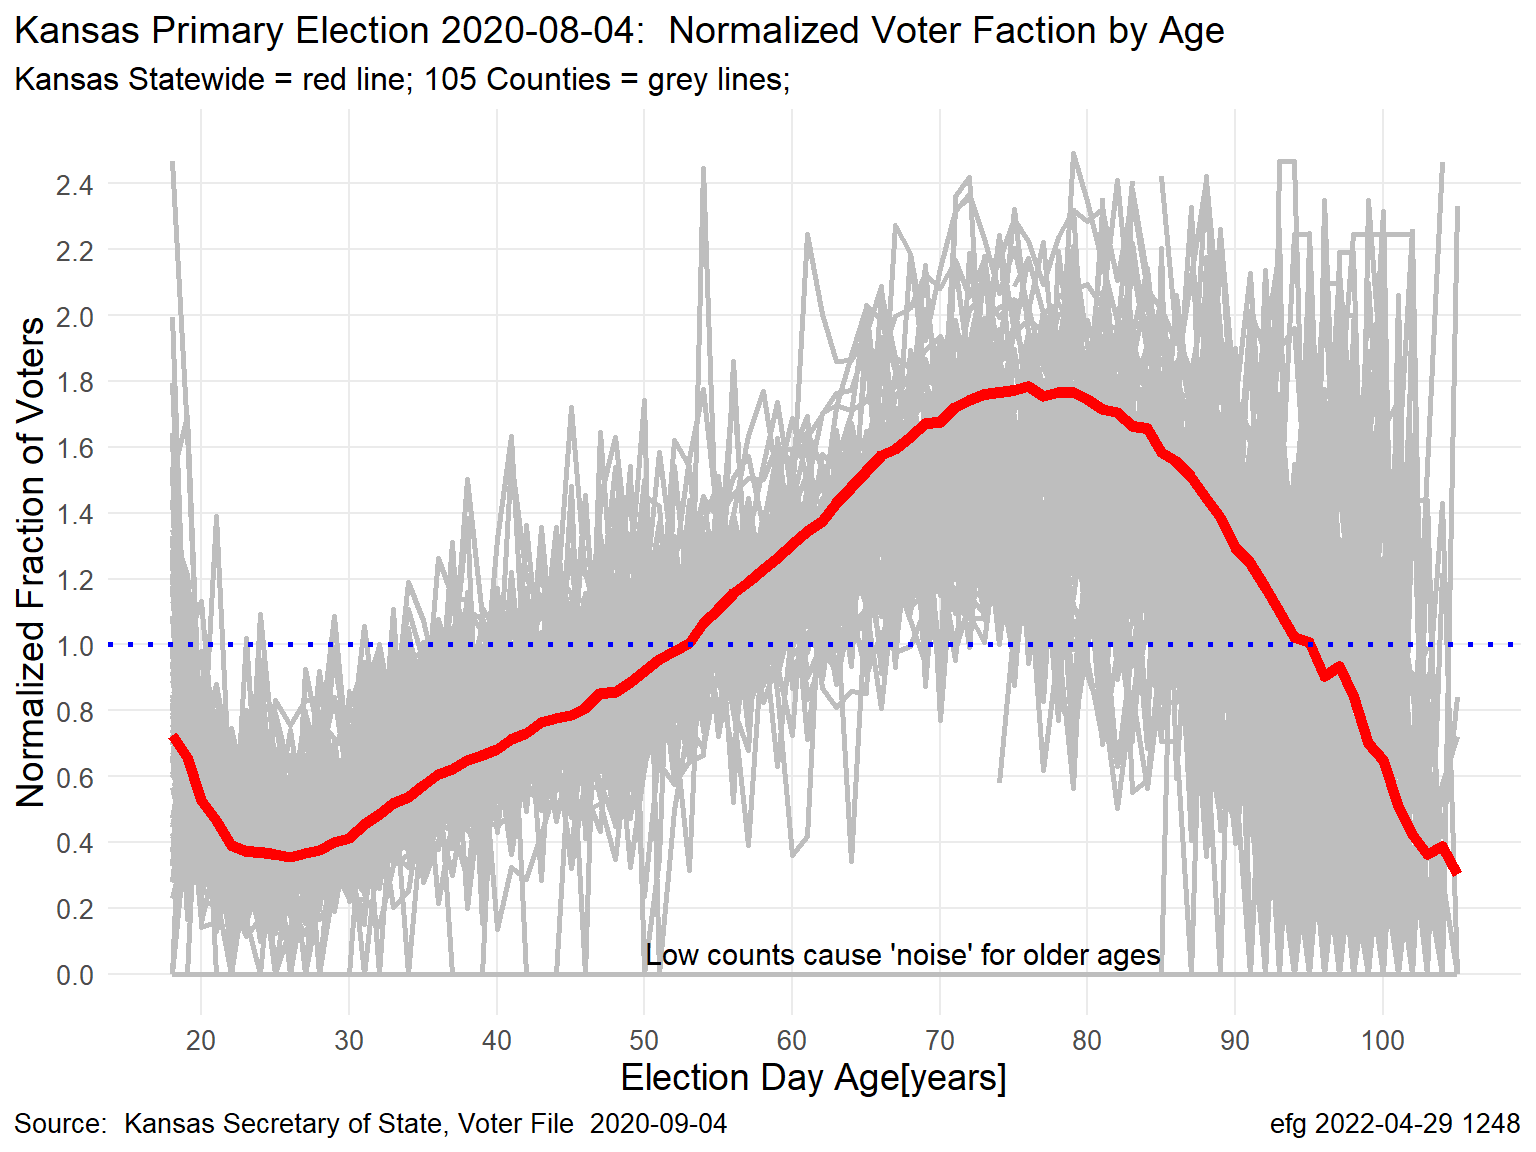 Kansas Primary Election 2020-08-04:  Normalized Voter Faction by Age
Kansas Statewide = red line; 105 Counties = grey lines;
Normalized Fraction of Voters
2.4
2.2
2.0
1.8
1.6
1.4
1.2
1.0
0.8
0.6
0.4
0.2
0.0
Low counts cause 'noise' for older ages
20 30 40 50 60 70 80 90 100
Election Day Age[years]
Source:  Kansas Secretary of State, Voter File  2020-09-04
efg 2022-04-29 1248